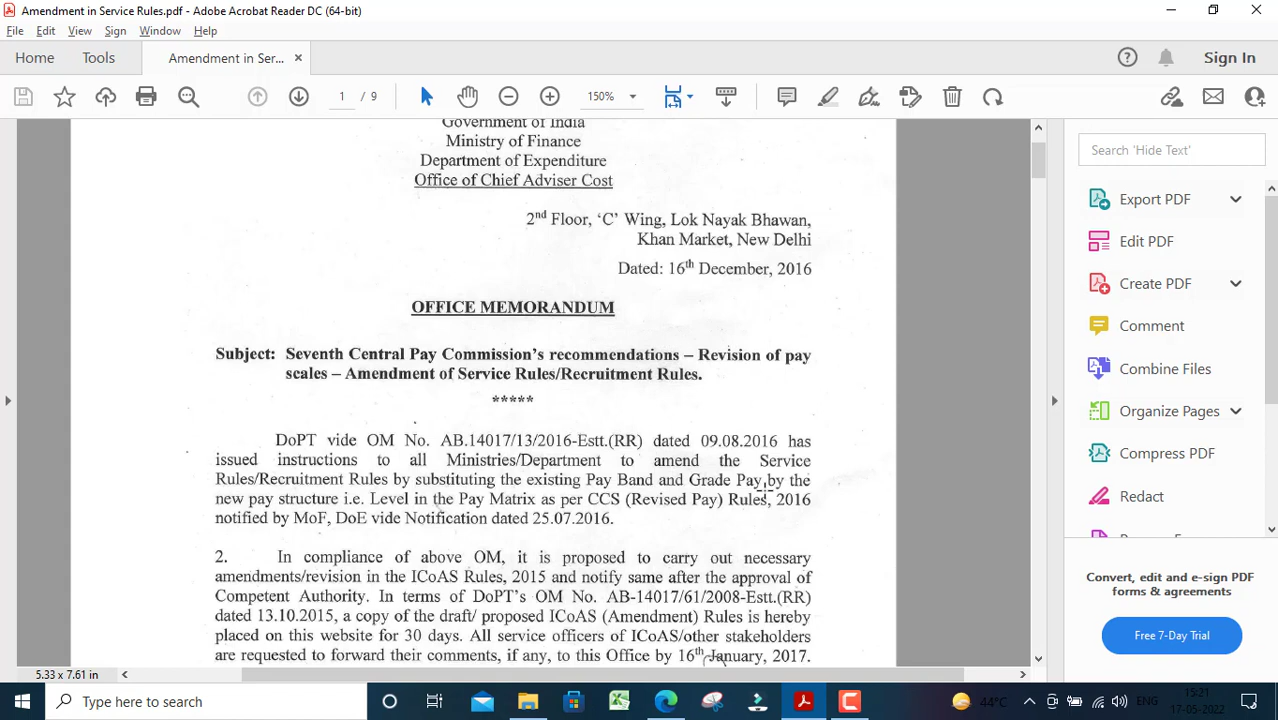 Amendment in Service Rules.pdf - Adobe Acrobat Reader DC (64-bit)
File Edit View Sign Window Help
Home Tools Amendment in Ser... × Sign In
1 / 9 150%
Government of India
Ministry of Finance
Department of Expenditure
Office of Chief Adviser Cost
2nd Floor, ‘C’ Wing, Lok Nayak Bhawan,
Khan Market, New Delhi
Dated: 16th December, 2016
OFFICE MEMORANDUM
Subject: Seventh Central Pay Commission’s recommendations – Revision of pay
scales – Amendment of Service Rules/Recruitment Rules.
*****
DoPT vide OM No. AB.14017/13/2016-Estt.(RR) dated 09.08.2016 has
issued instructions to all Ministries/Department to amend the Service
Rules/Recruitment Rules by substituting the existing Pay Band and Grade Pay by the
new pay structure i.e. Level in the Pay Matrix as per CCS (Revised Pay) Rules, 2016
notified by MoF, DoE vide Notification dated 25.07.2016.
2. In compliance of above OM, it is proposed to carry out necessary
amendments/revision in the ICoAS Rules, 2015 and notify same after the approval of
Competent Authority. In terms of DoPT’s OM No. AB-14017/61/2008-Estt.(RR)
dated 13.10.2015, a copy of the draft/ proposed ICoAS (Amendment) Rules is hereby
placed on this website for 30 days. All service officers of ICoAS/other stakeholders
are requested to forward their comments, if any, to this Office by 16th January, 2017.
5.33 x 7.61 in
Search 'Hide Text'
Export PDF
Edit PDF
Create PDF
Comment
Combine Files
Organize Pages
Compress PDF
Redact
Convert, edit and e-sign PDF
forms & agreements
Free 7-Day Trial
Type here to search
44°C
ENG
15:21
17-05-2022